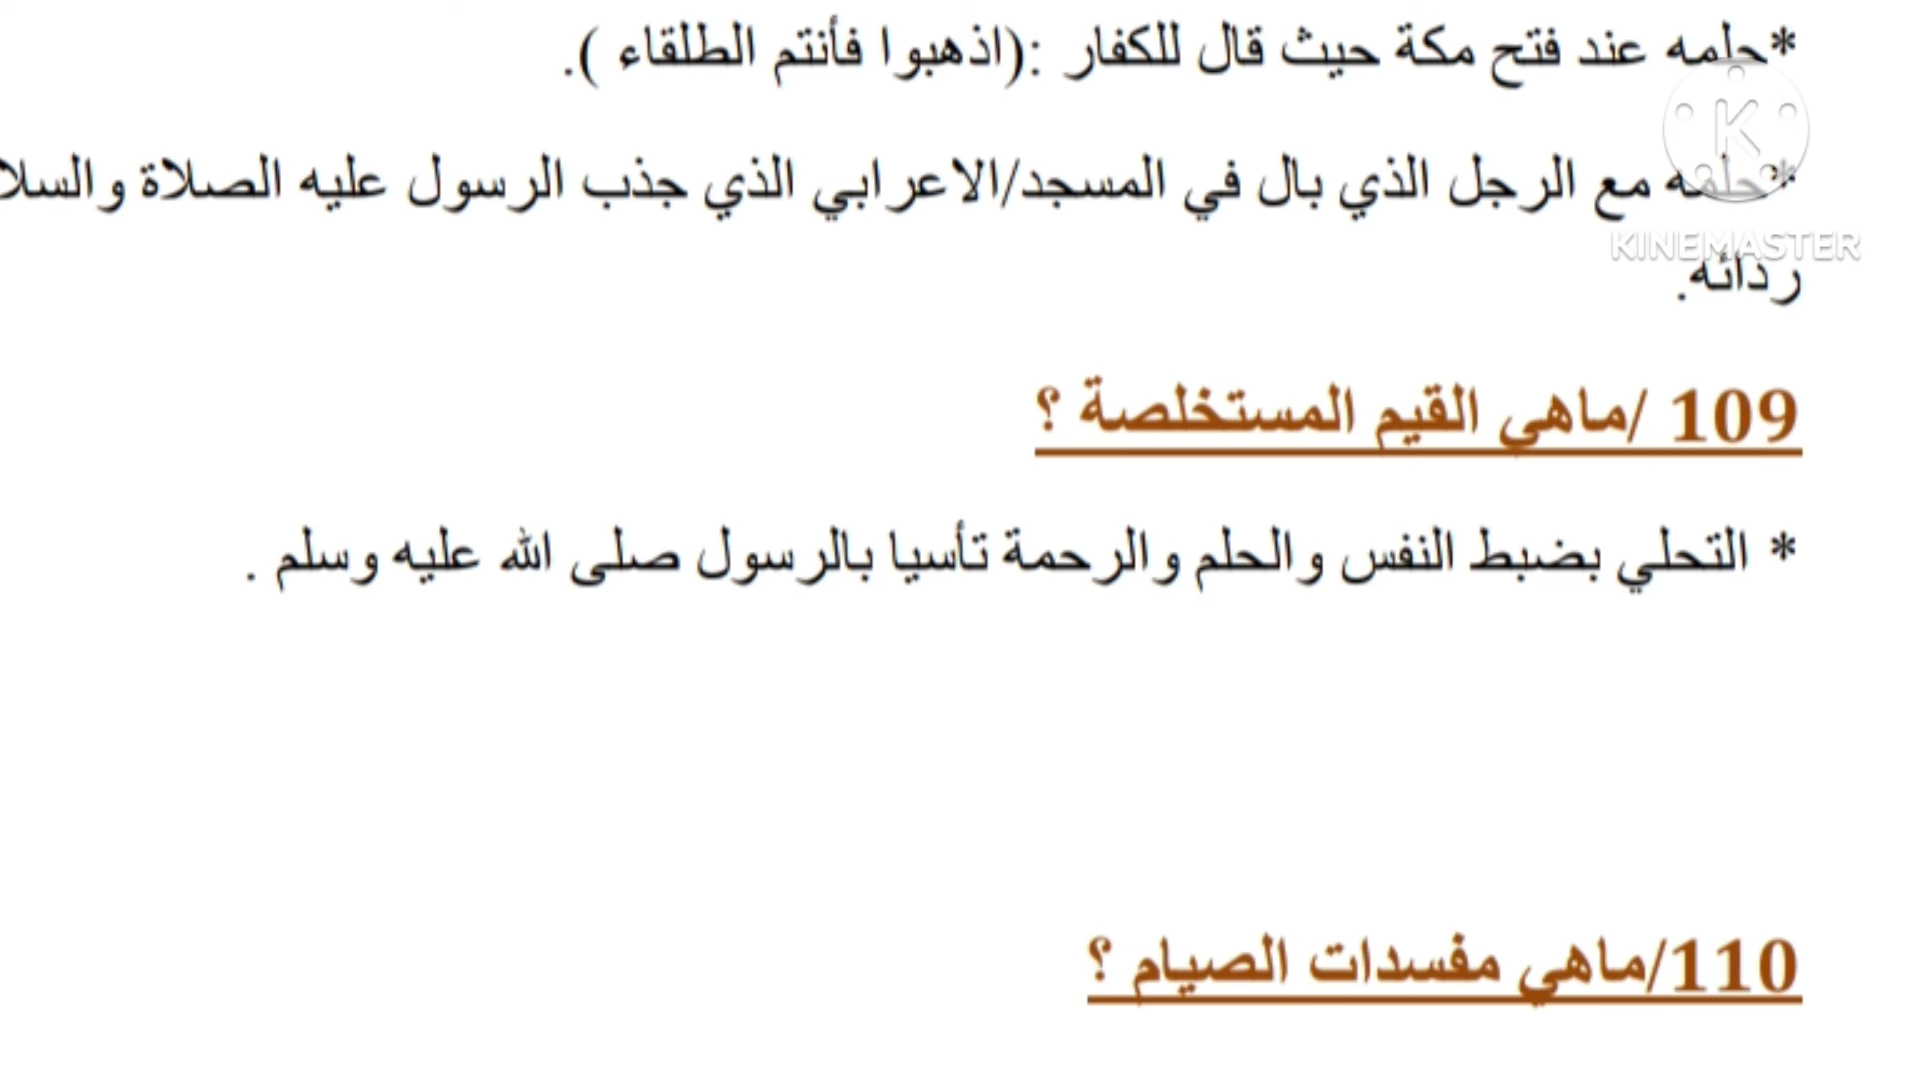 *حلمه عند فتح مكة حيث قال للكفار :(اذهبوا فأنتم الطلقاء ).
*حلمه مع الرجل الذي بال في المسجد/الاعرابي الذي جذب الرسول عليه الصلاة والسلا
KINEMASTER
ردائه.
109 /ماهي القيم المستخلصة ؟
* التحلي بضبط النفس والحلم والرحمة تأسيا بالرسول صلى الله عليه وسلم .
110/ماهي مفسدات الصيام ؟